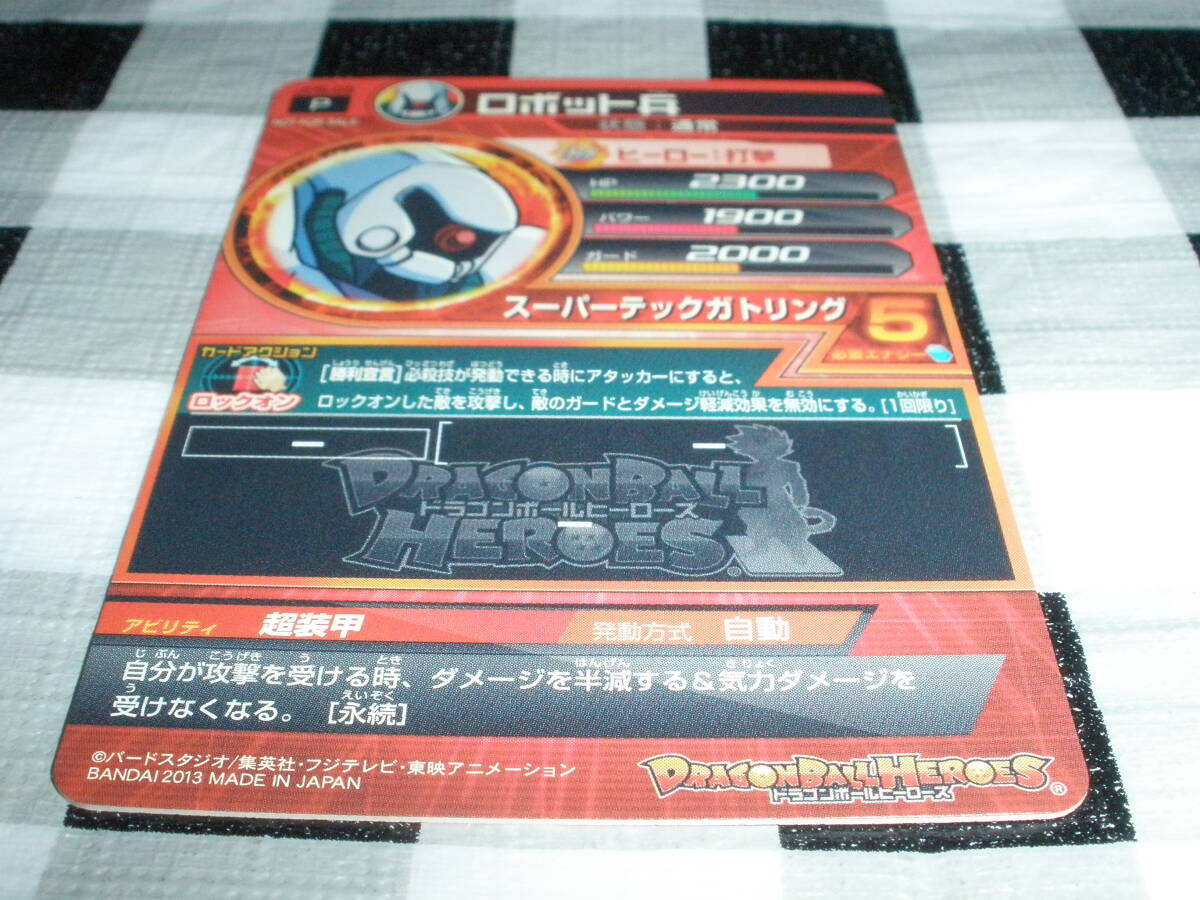 P
ロボット兵
NOT FOR SALE
状態：通常
ヒーロー：打撃
HP 2300
パワー 1900
ガード 2000
スーパーテックガトリング 5
必要エナジー
カードアクション
ロックオン
[勝利宣言]必殺技が発動できる時にアタッカーにすると、
ロックオンした敵を攻撃し、敵のガードとダメージ軽減効果を無効にする。[1回限り]
DRAGON BALL
ドラゴンボールヒーローズ
HEROES
アビリティ 超装甲 発動方式 自動
自分が攻撃を受ける時、ダメージを半減する&気力ダメージを
受けなくなる。 [永続]
©バードスタジオ/集英社・フジテレビ・東映アニメーション
BANDAI 2013 MADE IN JAPAN
DRAGON BALL HEROES
ドラゴンボールヒーローズ